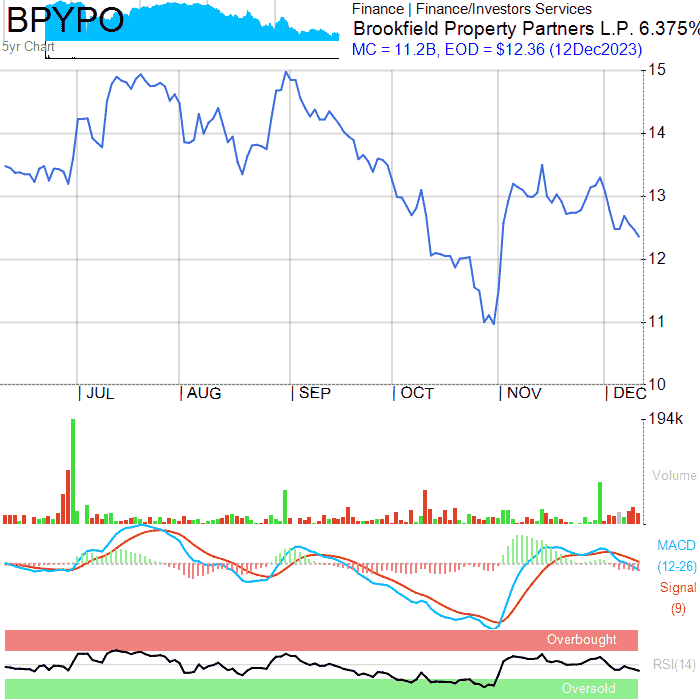 BPYPO
Finance | Finance/Investors Services
Brookfield Property Partners L.P. 6.375%
MC = 11.2B, EOD = $12.36 (12Dec2023)
5yr Chart
15
14
13
12
11
10
| JUL | AUG | SEP | OCT | NOV | DEC
194k
Volume
MACD
(12-26)
Signal
(9)
Overbought
RSI(14)
Oversold